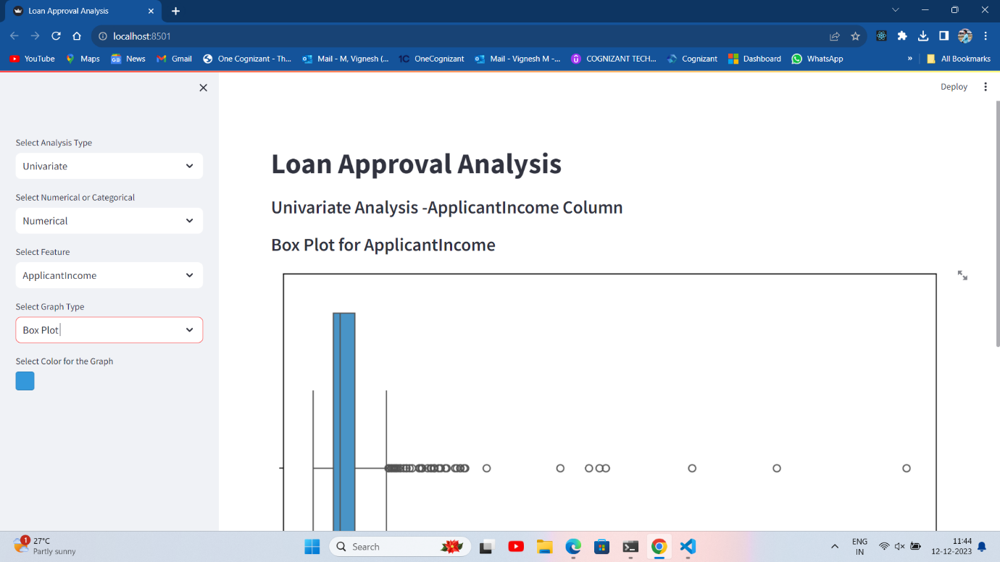 Loan Approval Analysis
localhost:8501
YouTube Maps News Gmail One Cognizant - Th... Mail - M, Vignesh (... 1C OneCognizant Mail - Vignesh M -... COGNIZANT TECH... Cognizant Dashboard WhatsApp » All Bookmarks
Deploy
Select Analysis Type
Univariate
Select Numerical or Categorical
Numerical
Select Feature
ApplicantIncome
Select Graph Type
Box Plot
Select Color for the Graph
Loan Approval Analysis
Univariate Analysis -ApplicantIncome Column
Box Plot for ApplicantIncome
1
27°C
Partly sunny
Search
ENG
IN
11:44
12-12-2023